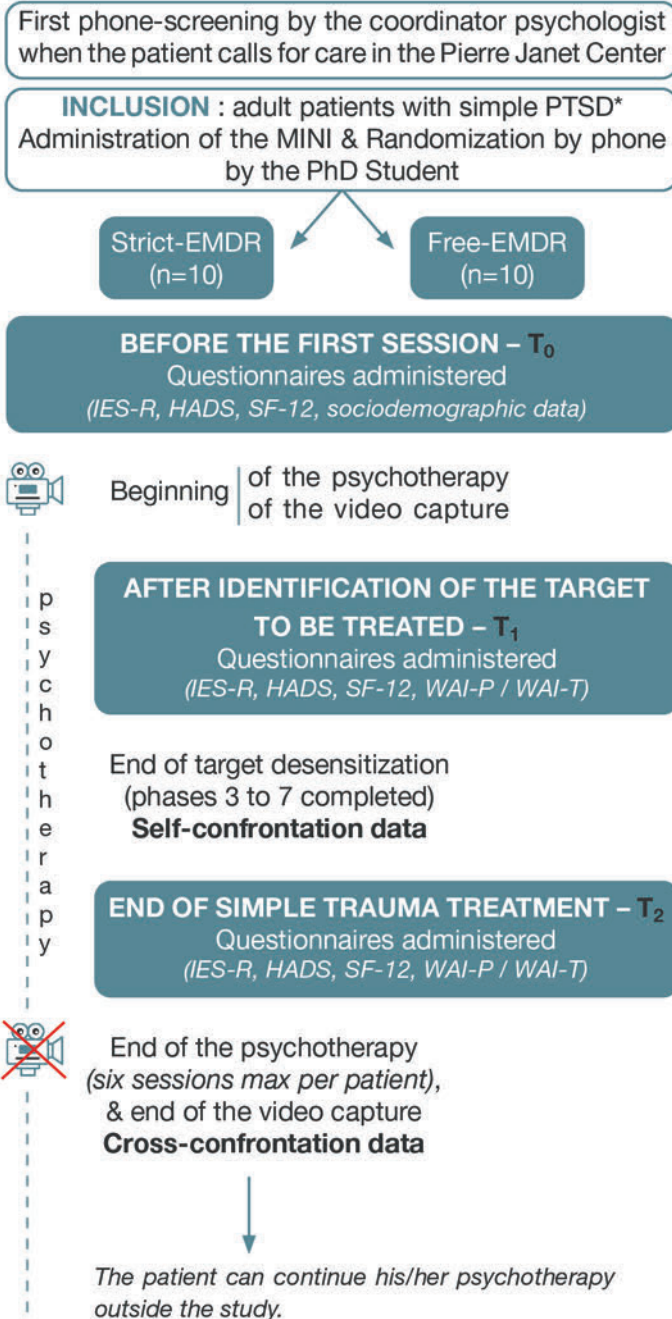 First phone-screening by the coordinator psychologist
when the patient calls for care in the Pierre Janet Center
INCLUSION : adult patients with simple PTSD*
Administration of the MINI & Randomization by phone
by the PhD Student
Strict-EMDR
(n=10)
Free-EMDR
(n=10)
BEFORE THE FIRST SESSION – T₀
Questionnaires administered
(IES-R, HADS, SF-12, sociodemographic data)
Beginning
of the psychotherapy
of the video capture
psychotherapy
AFTER IDENTIFICATION OF THE TARGET
TO BE TREATED – T₁
Questionnaires administered
(IES-R, HADS, SF-12, WAI-P / WAI-T)
End of target desensitization
(phases 3 to 7 completed)
Self-confrontation data
END OF SIMPLE TRAUMA TREATMENT – T₂
Questionnaires administered
(IES-R, HADS, SF-12, WAI-P / WAI-T)
End of the psychotherapy
(six sessions max per patient),
& end of the video capture
Cross-confrontation data
The patient can continue his/her psychotherapy
outside the study.